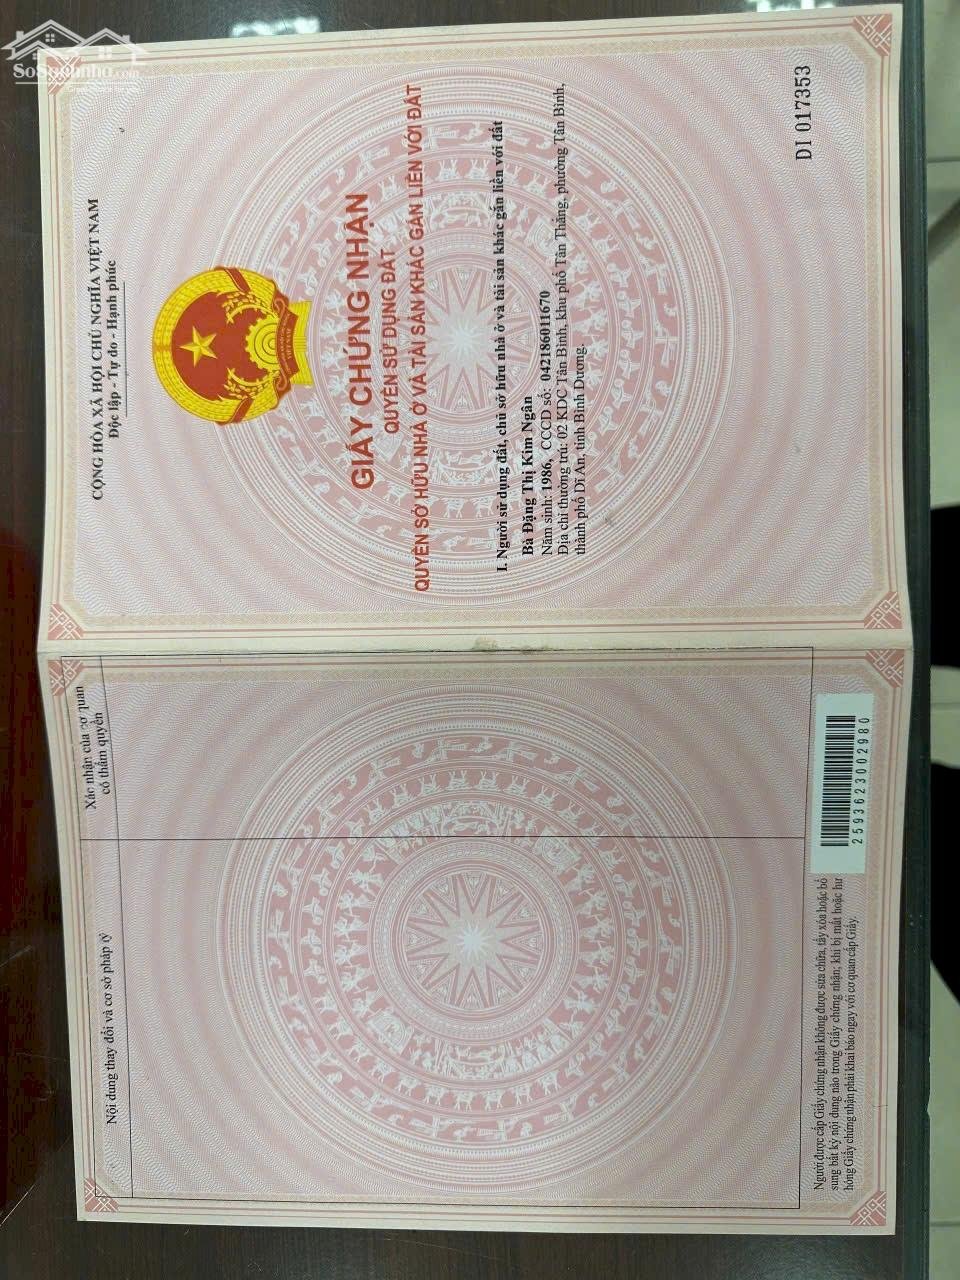 SoSanhnha.com
CỘNG HÒA XÃ HỘI CHỦ NGHĨA VIỆT NAM
Độc lập - Tự do - Hạnh phúc
GIẤY CHỨNG NHẬN
QUYỀN SỬ DỤNG ĐẤT
QUYỀN SỞ HỮU NHÀ Ở VÀ TÀI SẢN KHÁC GẮN LIỀN VỚI ĐẤT
I. Người sử dụng đất, chủ sở hữu nhà ở và tài sản khác gắn liền với đất
Bà Đặng Thị Kim Ngân
Năm sinh: 1986, CCCD số: 042186011670
Địa chỉ thường trú: 02 KDC Tân Bình, khu phố Tân Thắng, phường Tân Bình,
thành phố Dĩ An, tỉnh Bình Dương.
DI 017353
Nội dung thay đổi và cơ sở pháp lý
Xác nhận của cơ quan
có thẩm quyền
Người được cấp Giấy chứng nhận không được sửa chữa, tẩy xóa hoặc bổ
sung bất kỳ nội dung nào trong Giấy chứng nhận; khi bị mất hoặc hư
hỏng Giấy chứng nhận phải khai báo ngay với cơ quan cấp Giấy.
2593623002980